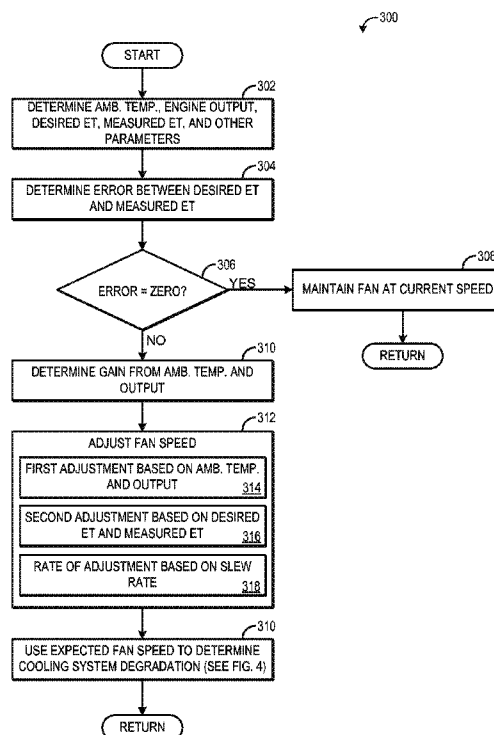 300
START
302
DETERMINE AMB. TEMP., ENGINE OUTPUT,
DESIRED ET, MEASURED ET, AND OTHER
PARAMETERS
304
DETERMINE ERROR BETWEEN DESIRED ET
AND MEASURED ET
306
ERROR = ZERO?
YES
308
MAINTAIN FAN AT CURRENT SPEED
RETURN
NO
310
DETERMINE GAIN FROM AMB. TEMP. AND
OUTPUT
312
ADJUST FAN SPEED
FIRST ADJUSTMENT BASED ON AMB. TEMP.
AND OUTPUT 314
SECOND ADJUSTMENT BASED ON DESIRED
ET AND MEASURED ET 316
RATE OF ADJUSTMENT BASED ON SLEW
RATE 318
310
USE EXPECTED FAN SPEED TO DETERMINE
COOLING SYSTEM DEGRADATION (SEE FIG. 4)
RETURN